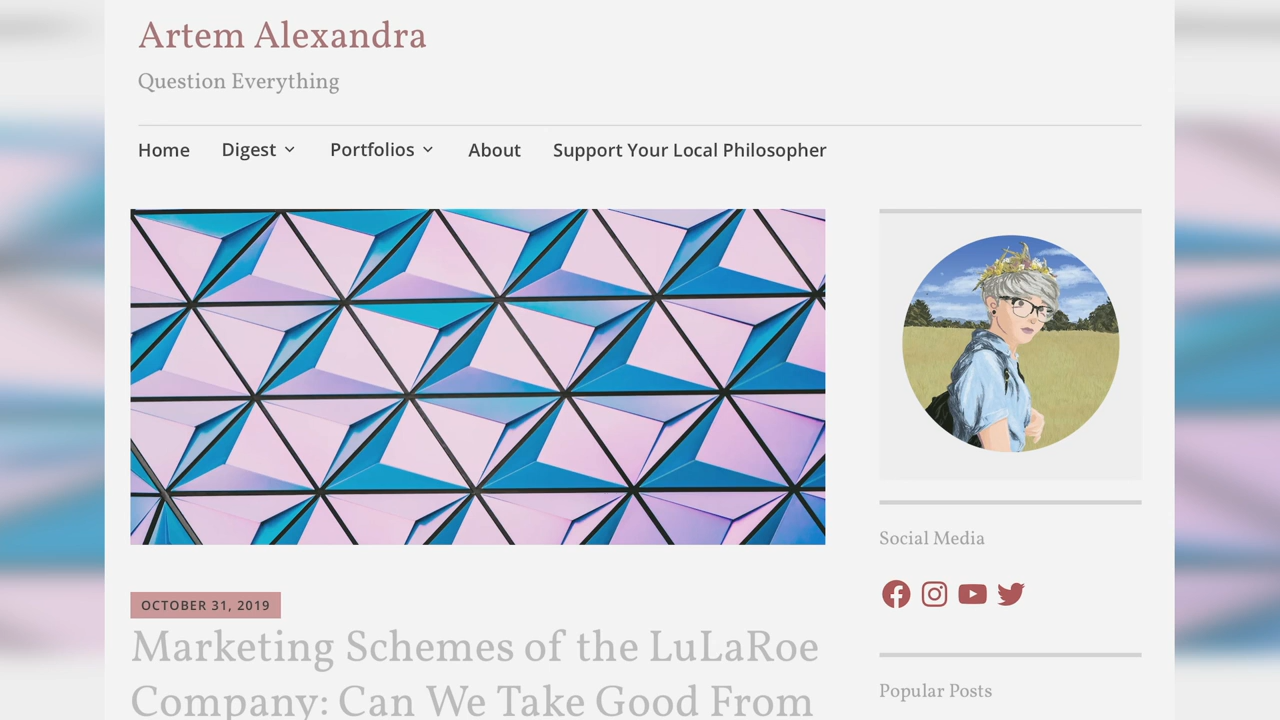 Artem Alexandra
Question Everything
Home Digest Portfolios About Support Your Local Philosopher
OCTOBER 31, 2019
Marketing Schemes of the LuLaRoe
Company: Can We Take Good From
Social Media
Popular Posts